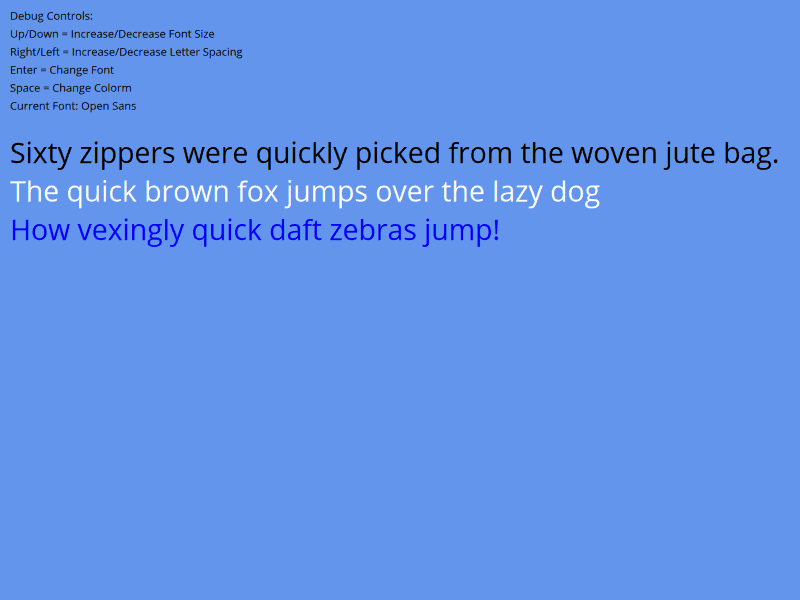 Debug Controls:
Up/Down = Increase/Decrease Font Size
Right/Left = Increase/Decrease Letter Spacing
Enter = Change Font
Space = Change Colorm
Current Font: Open Sans
Sixty zippers were quickly picked from the woven jute bag.
The quick brown fox jumps over the lazy dog
How vexingly quick daft zebras jump!